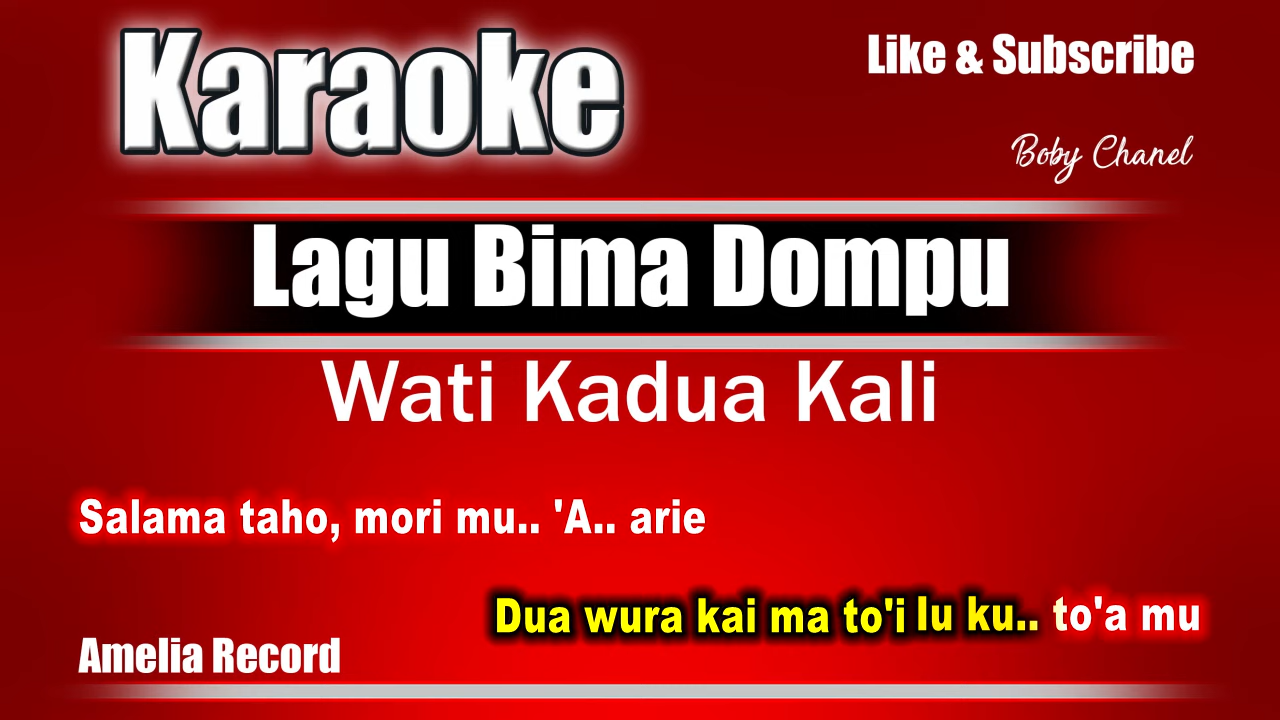 Karaoke
Like & Subscribe
Boby Chanel
Lagu Bima Dompu
Wati Kadua Kali
Salama taho, mori mu.. 'A.. arie
Dua wura kai ma to'i lu ku.. to'a mu
Amelia Record